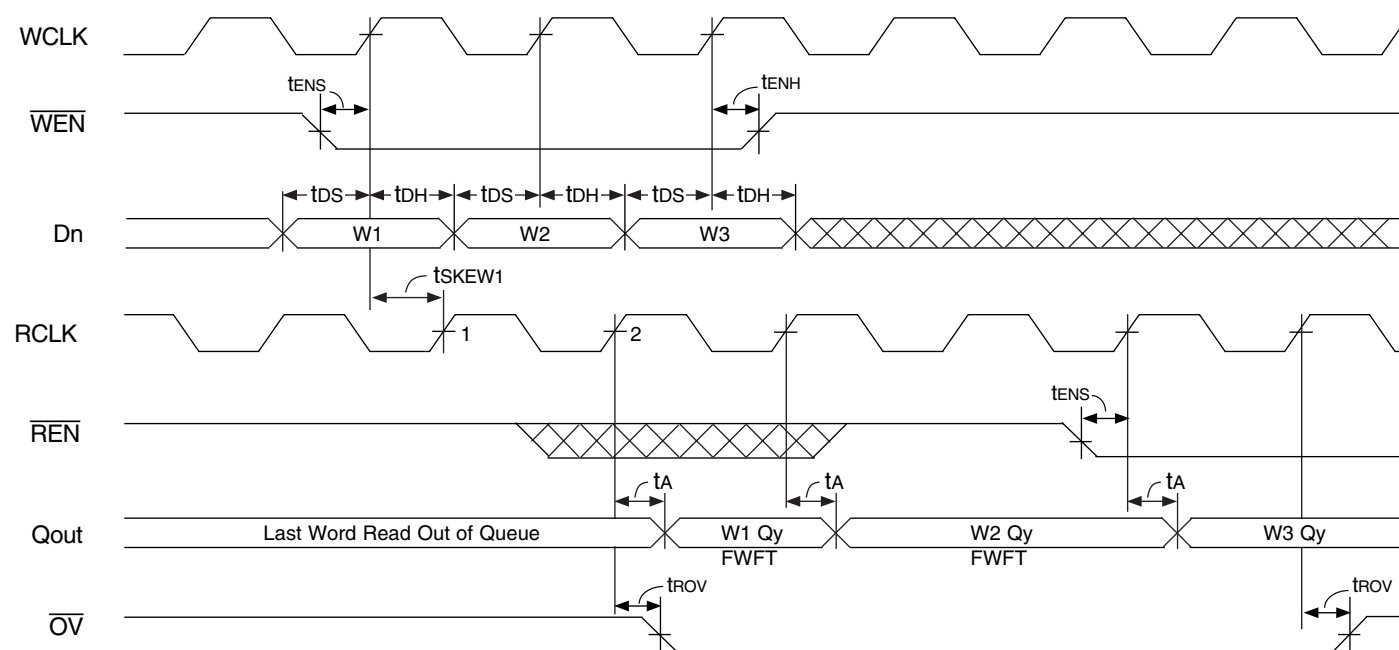 WCLK
tENS
tENH
WEN
tDS tDH tDS tDH tDS tDH
Dn
W1 W2 W3
tSKEW1
RCLK
1 2
tENS
REN
tA tA tA
Qout
Last Word Read Out of Queue W1 Qy W2 Qy W3 Qy
FWFT FWFT
tROV tROV
OV